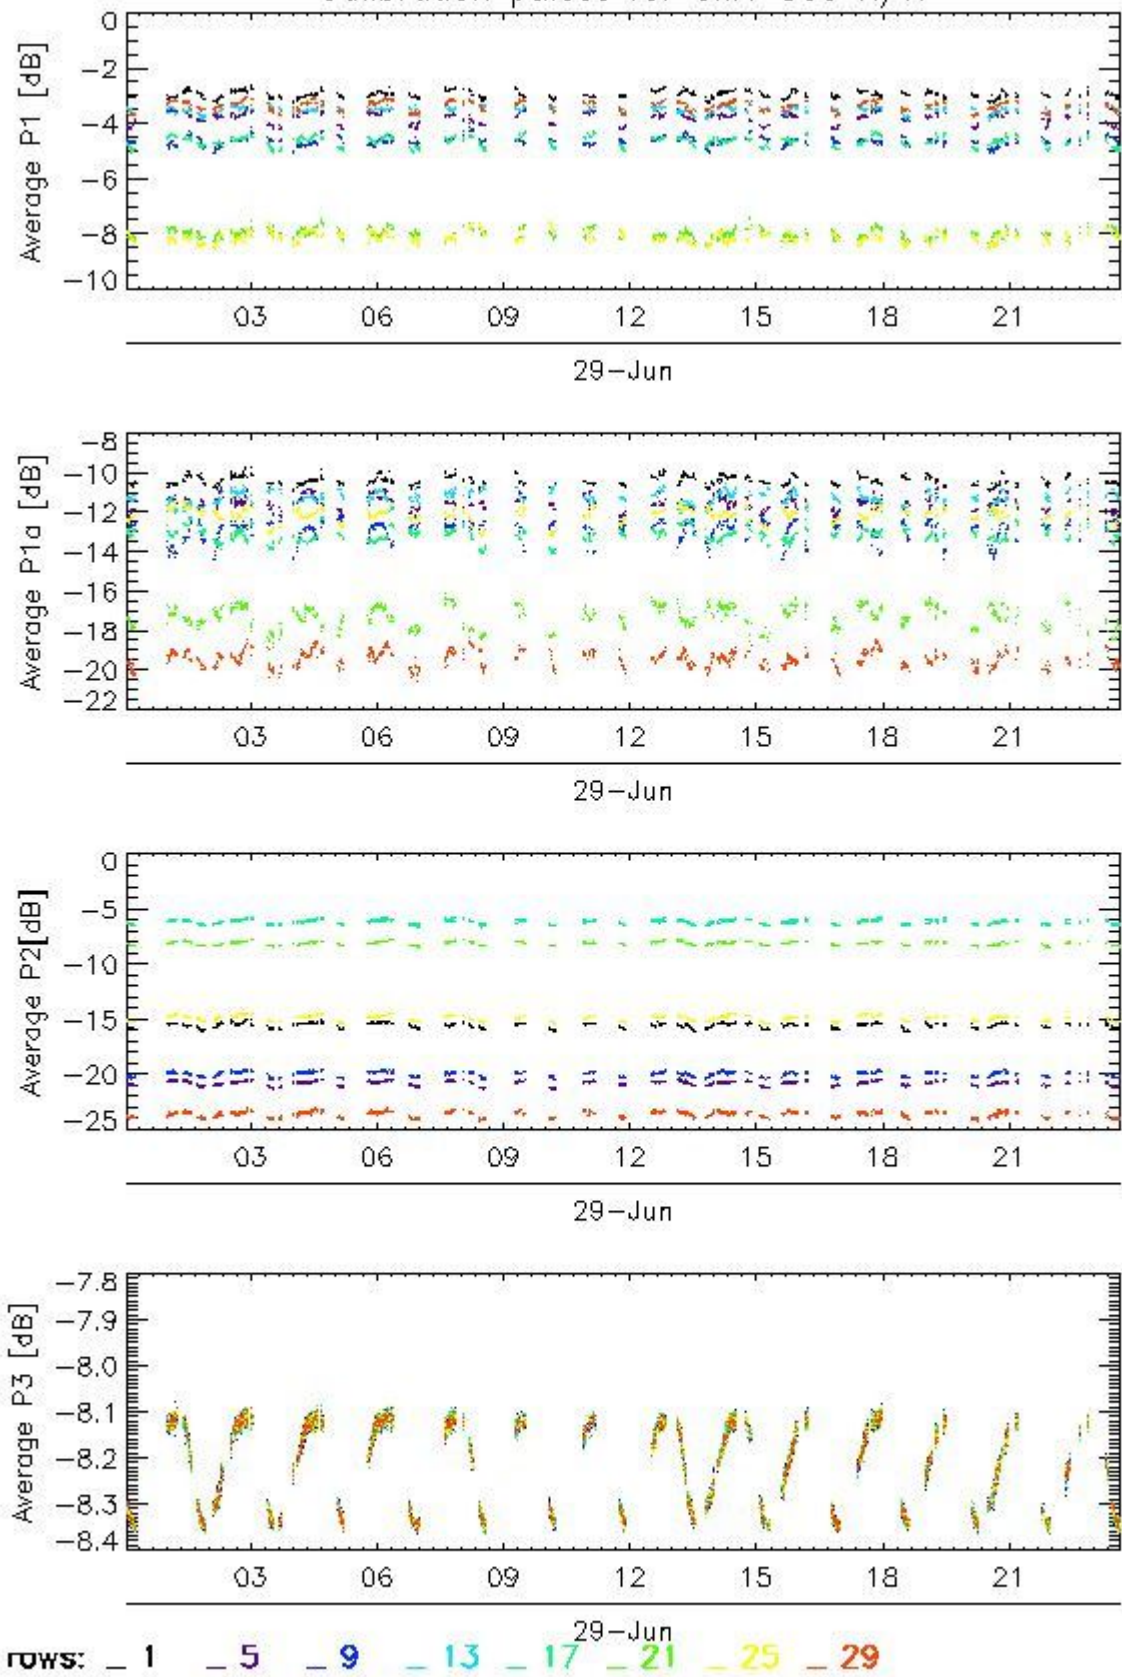 0
-2
-4
-6
-8
-10
Average P1 [dB]
03 06 09 12 15 18 21
29-Jun
-8
-10
-12
-14
-16
-18
-20
-22
Average P1a [dB]
03 06 09 12 15 18 21
29-Jun
0
-5
-10
-15
-20
-25
Average P2[dB]
03 06 09 12 15 18 21
29-Jun
-7.8
-7.9
-8.0
-8.1
-8.2
-8.3
-8.4
Average P3 [dB]
03 06 09 12 15 18 21
29-Jun
rows: _ 1 _ 5 _ 9 _ 13 _ 17 _ 21 _ 25 _ 29